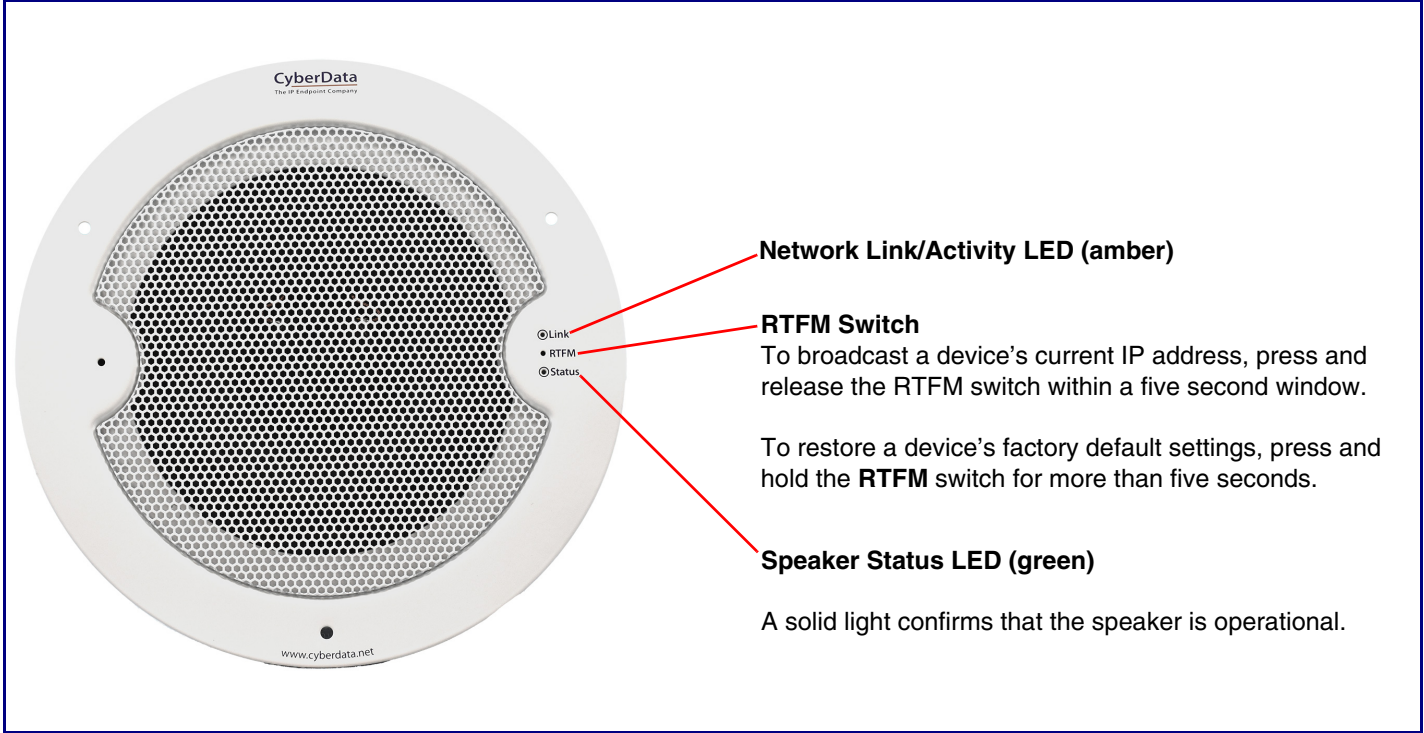 CyberData
The IP Endpoint Company
Network Link/Activity LED (amber)
RTFM Switch
To broadcast a device's current IP address, press and
release the RTFM switch within a five second window.
To restore a device's factory default settings, press and
hold the RTFM switch for more than five seconds.
Link
RTFM
Status
Speaker Status LED (green)
A solid light confirms that the speaker is operational.
www.cyberdata.net